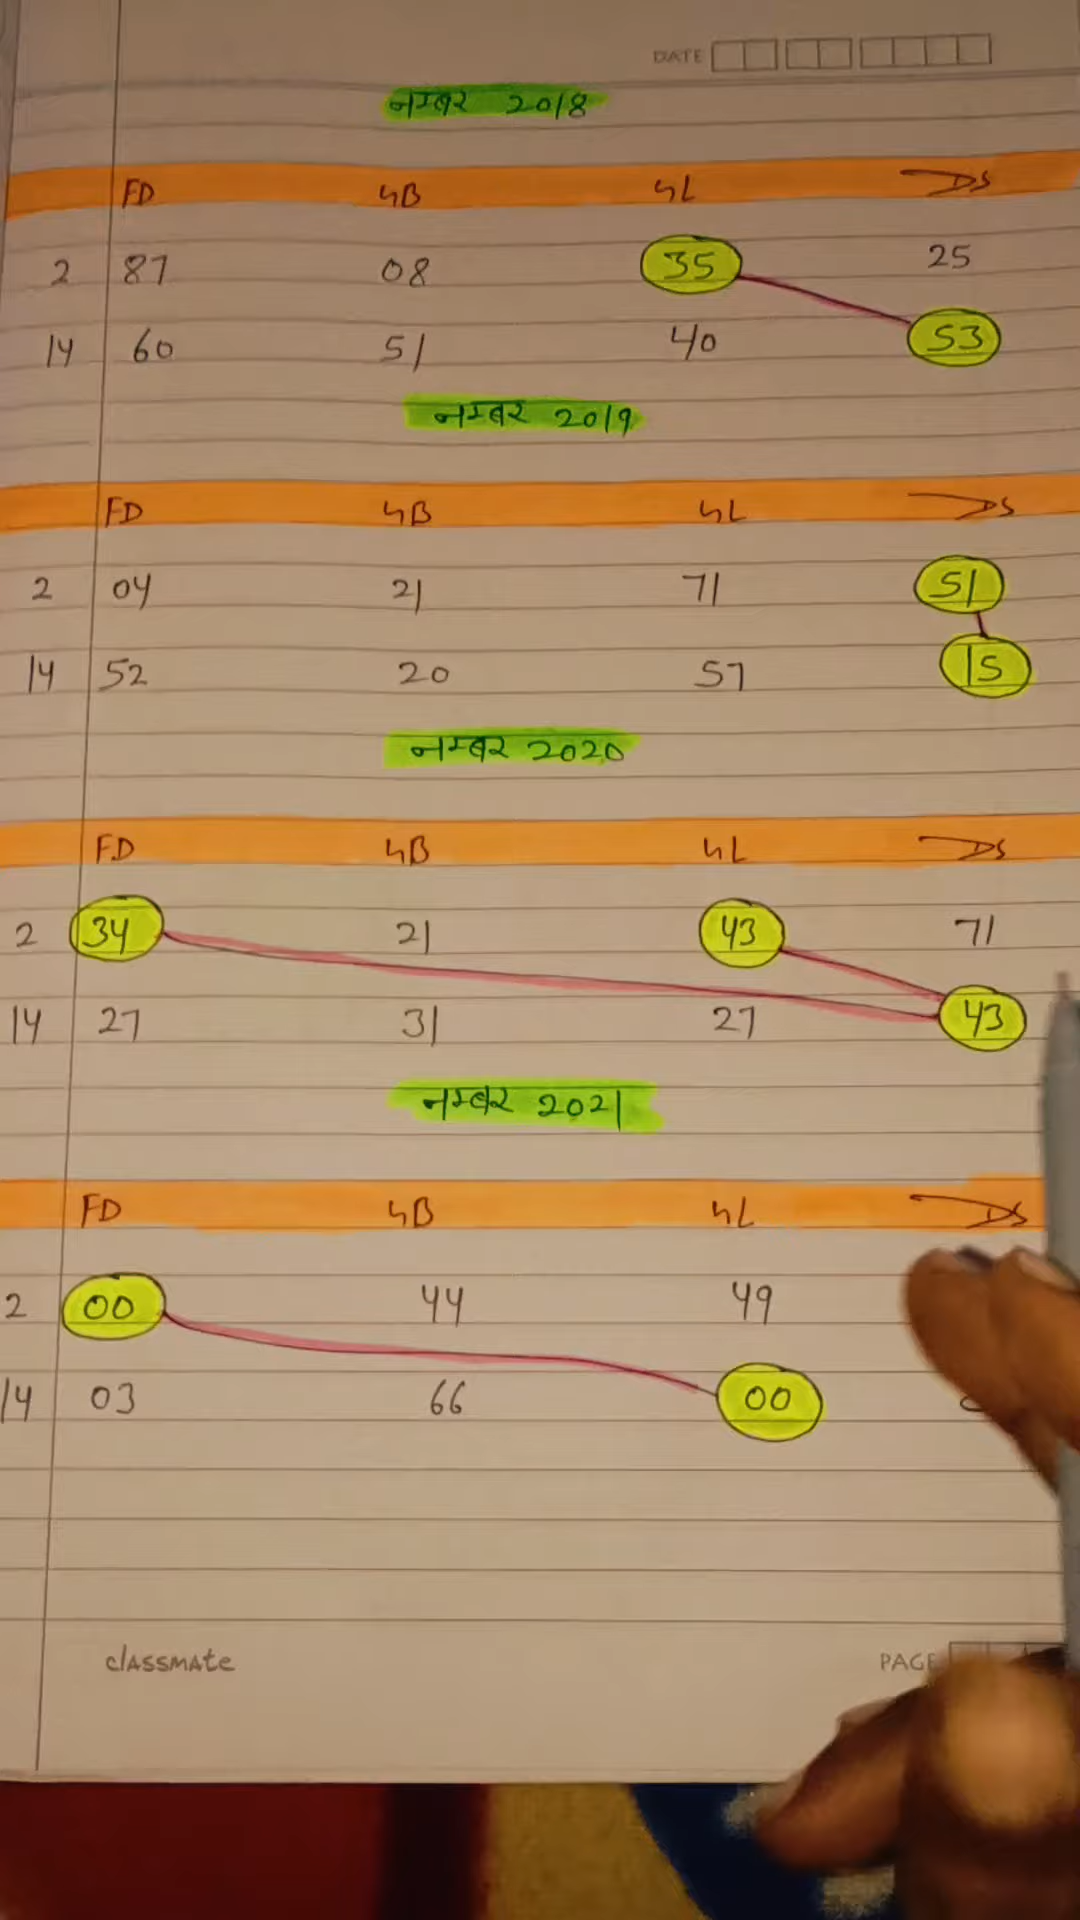 DATE
नम्बर 2018
FD GB GL DS
2 87 08 35 25
14 60 51 40 53
नम्बर 2019
FD GB GL DS
2 04 21 71 51
14 52 20 57 15
नम्बर 2020
FD GB GL DS
2 34 21 43 71
14 27 31 27 43
नम्बर 2021
FD GB GL DS
2 00 44 49
14 03 66 00
classmate
PAGE